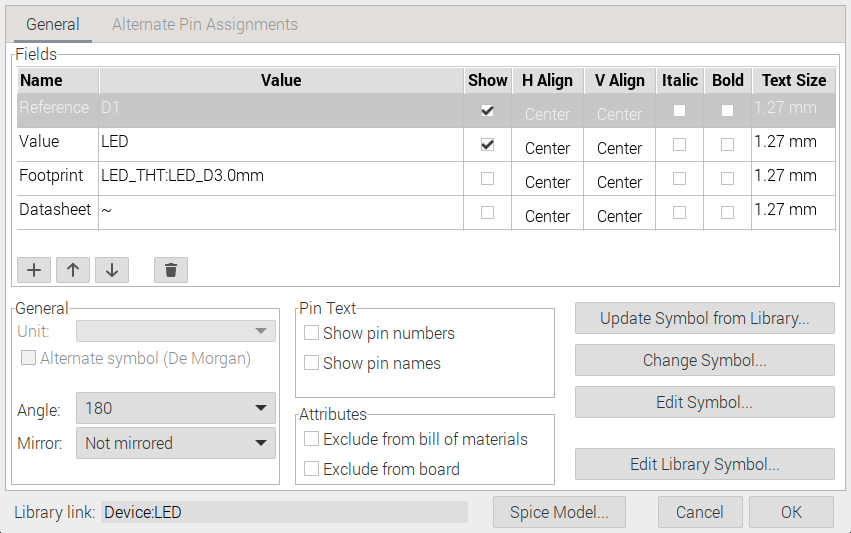 General Alternate Pin Assignments
Fields
Name Value Show H Align V Align Italic Bold Text Size
Reference D1 Center Center 1.27 mm
Value LED Center Center 1.27 mm
Footprint LED_THT:LED_D3.0mm Center Center 1.27 mm
Datasheet ~ Center Center 1.27 mm
General
Unit:
Alternate symbol (De Morgan)
Angle: 180
Mirror: Not mirrored
Pin Text
Show pin numbers
Show pin names
Attributes
Exclude from bill of materials
Exclude from board
Update Symbol from Library...
Change Symbol...
Edit Symbol...
Edit Library Symbol...
Library link: Device:LED Spice Model... Cancel OK